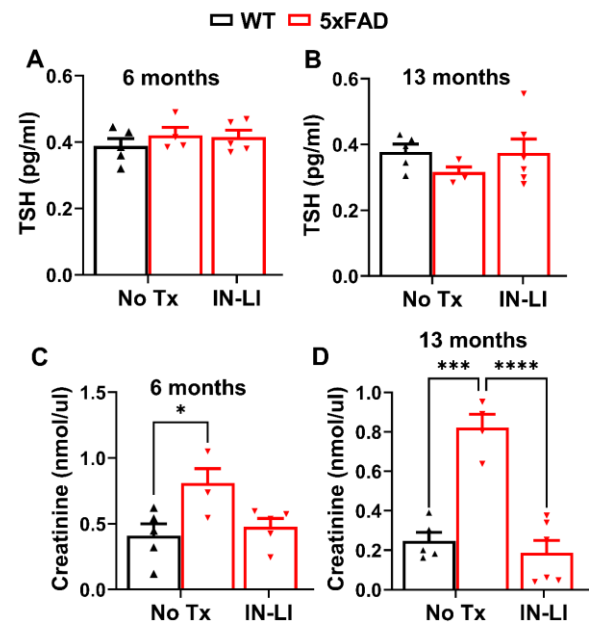 WT 5xFAD
A 6 months
TSH (pg/ml)
0.6
0.4
0.2
0.0
No Tx IN-LI
B 13 months
TSH (pg/ml)
0.6
0.4
0.2
0.0
No Tx IN-LI
C 6 months
Creatinine (nmol/ul)
1.5
1.0
0.5
0.0
*
No Tx IN-LI
D 13 months
Creatinine (nmol/ul)
1.0
0.8
0.6
0.4
0.2
0.0
*** ****
No Tx IN-LI